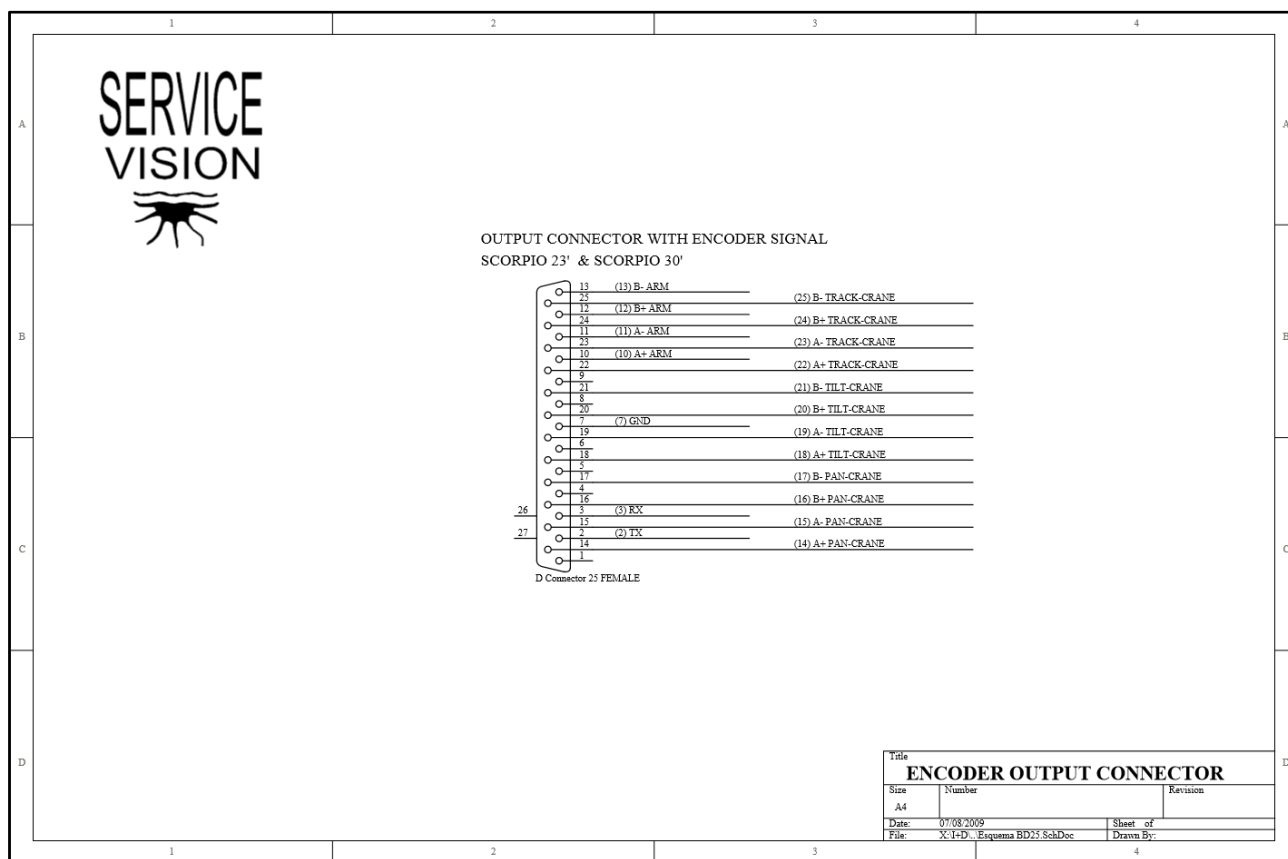 1 2 3 4
A A
SERVICE
VISION
OUTPUT CONNECTOR WITH ENCODER SIGNAL
SCORPIO 23' & SCORPIO 30'
13 (13) B- ARM
25 (25) B- TRACK-CRANE
12 (12) B+ ARM
24 (24) B+ TRACK-CRANE
B B
11 (11) A- ARM
23 (23) A- TRACK-CRANE
10 (10) A+ ARM
22 (22) A+ TRACK-CRANE
9
21 (21) B- TILT-CRANE
8
20 (20) B+ TILT-CRANE
7 (7) GND
19 (19) A- TILT-CRANE
6
18 (18) A+ TILT-CRANE
5
17 (17) B- PAN-CRANE
4
16 (16) B+ PAN-CRANE
26 3 (3) RX
15 (15) A- PAN-CRANE
27 2 (2) TX
14 (14) A+ PAN-CRANE
C C
1
D Connector 25 FEMALE
D D
Title
ENCODER OUTPUT CONNECTOR
Size Number Revision
A4
Date: 07/08/2009 Sheet of
File: X:\I+D\..\Esquema BD25.SchDoc Drawn By:
1 2 3 4